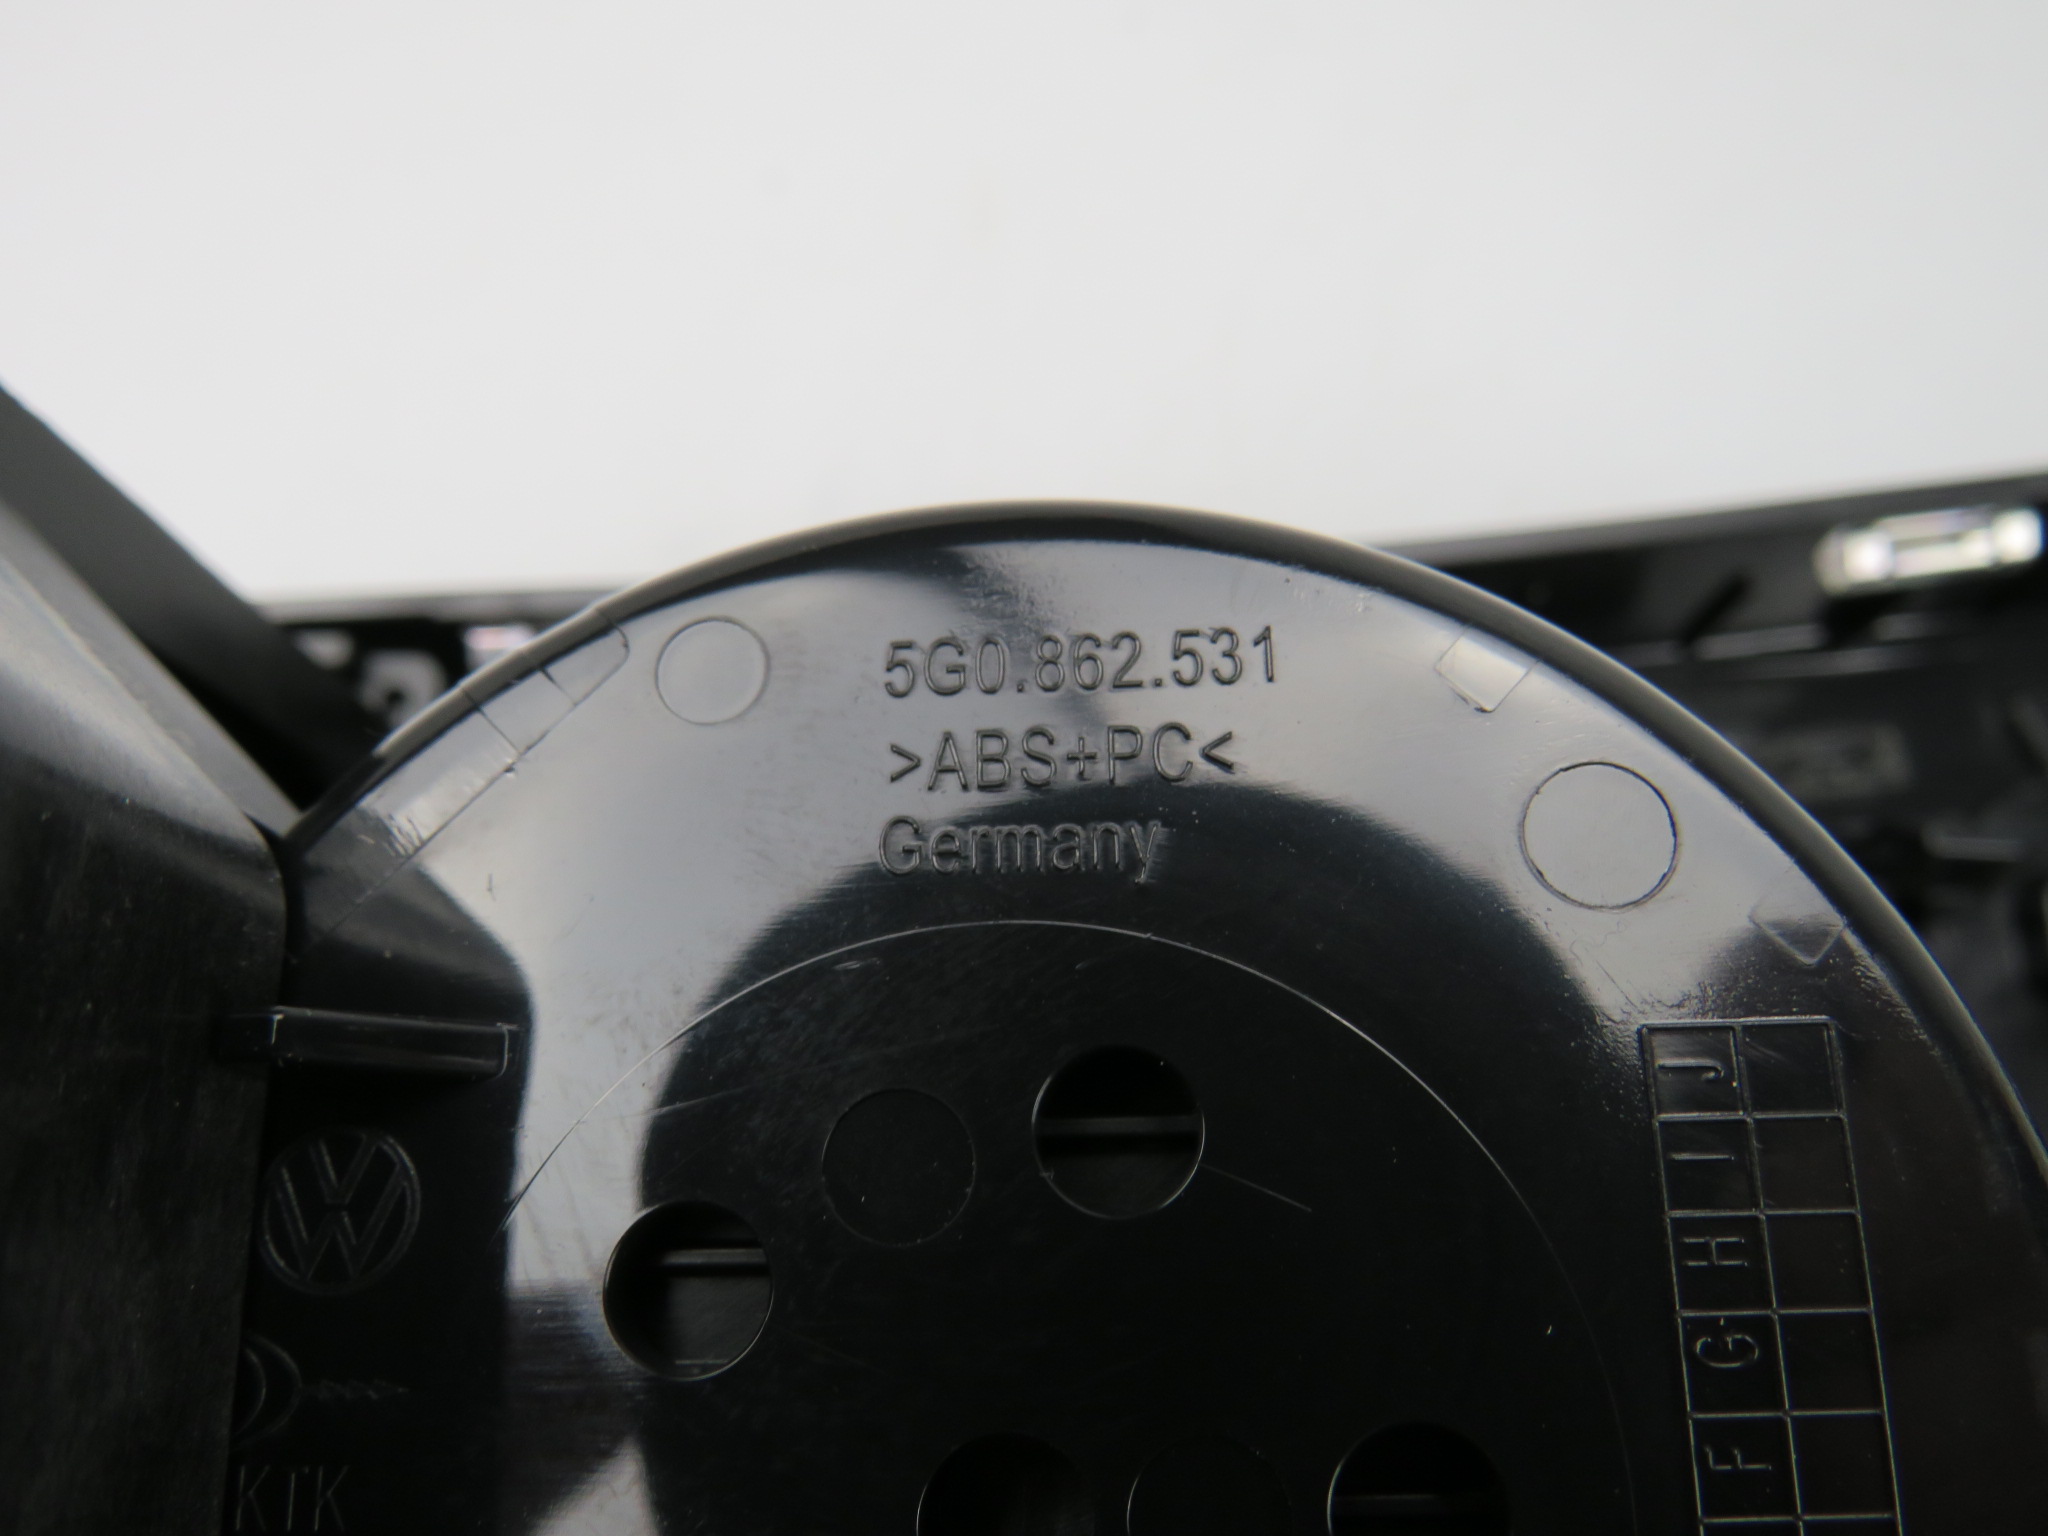 5G0.862.531
>ABS+PC<
Germany
J
I
H
G
F
KTK